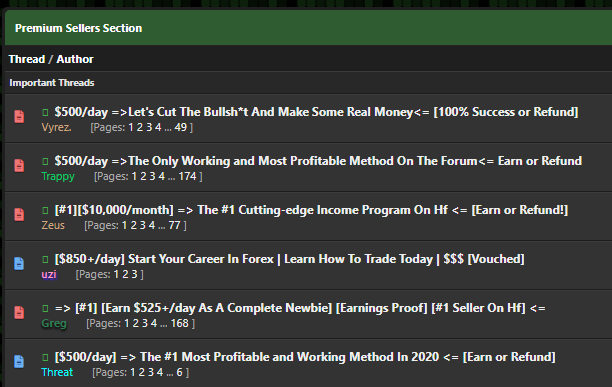 Premium Sellers Section
Thread / Author
Important Threads
$500/day =>Let's Cut The Bullsh*t And Make Some Real Money<= [100% Success or Refund]
Vyrez. [Pages: 1 2 3 4 ... 49 ]
$500/day =>The Only Working and Most Profitable Method On The Forum<= Earn or Refund
Trappy [Pages: 1 2 3 4 ... 174 ]
[#1][$10,000/month] => The #1 Cutting-edge Income Program On Hf <= [Earn or Refund!]
Zeus [Pages: 1 2 3 4 ... 77 ]
[$850+/day] Start Your Career In Forex | Learn How To Trade Today | $$$ [Vouched]
uzi [Pages: 1 2 3 ]
=> [#1] [Earn $525+/day As A Complete Newbie] [Earnings Proof] [#1 Seller On Hf] <=
Greg [Pages: 1 2 3 4 ... 168 ]
[$500/day] => The #1 Most Profitable and Working Method In 2020 <= [Earn or Refund]
Threat [Pages: 1 2 3 4 ... 6 ]